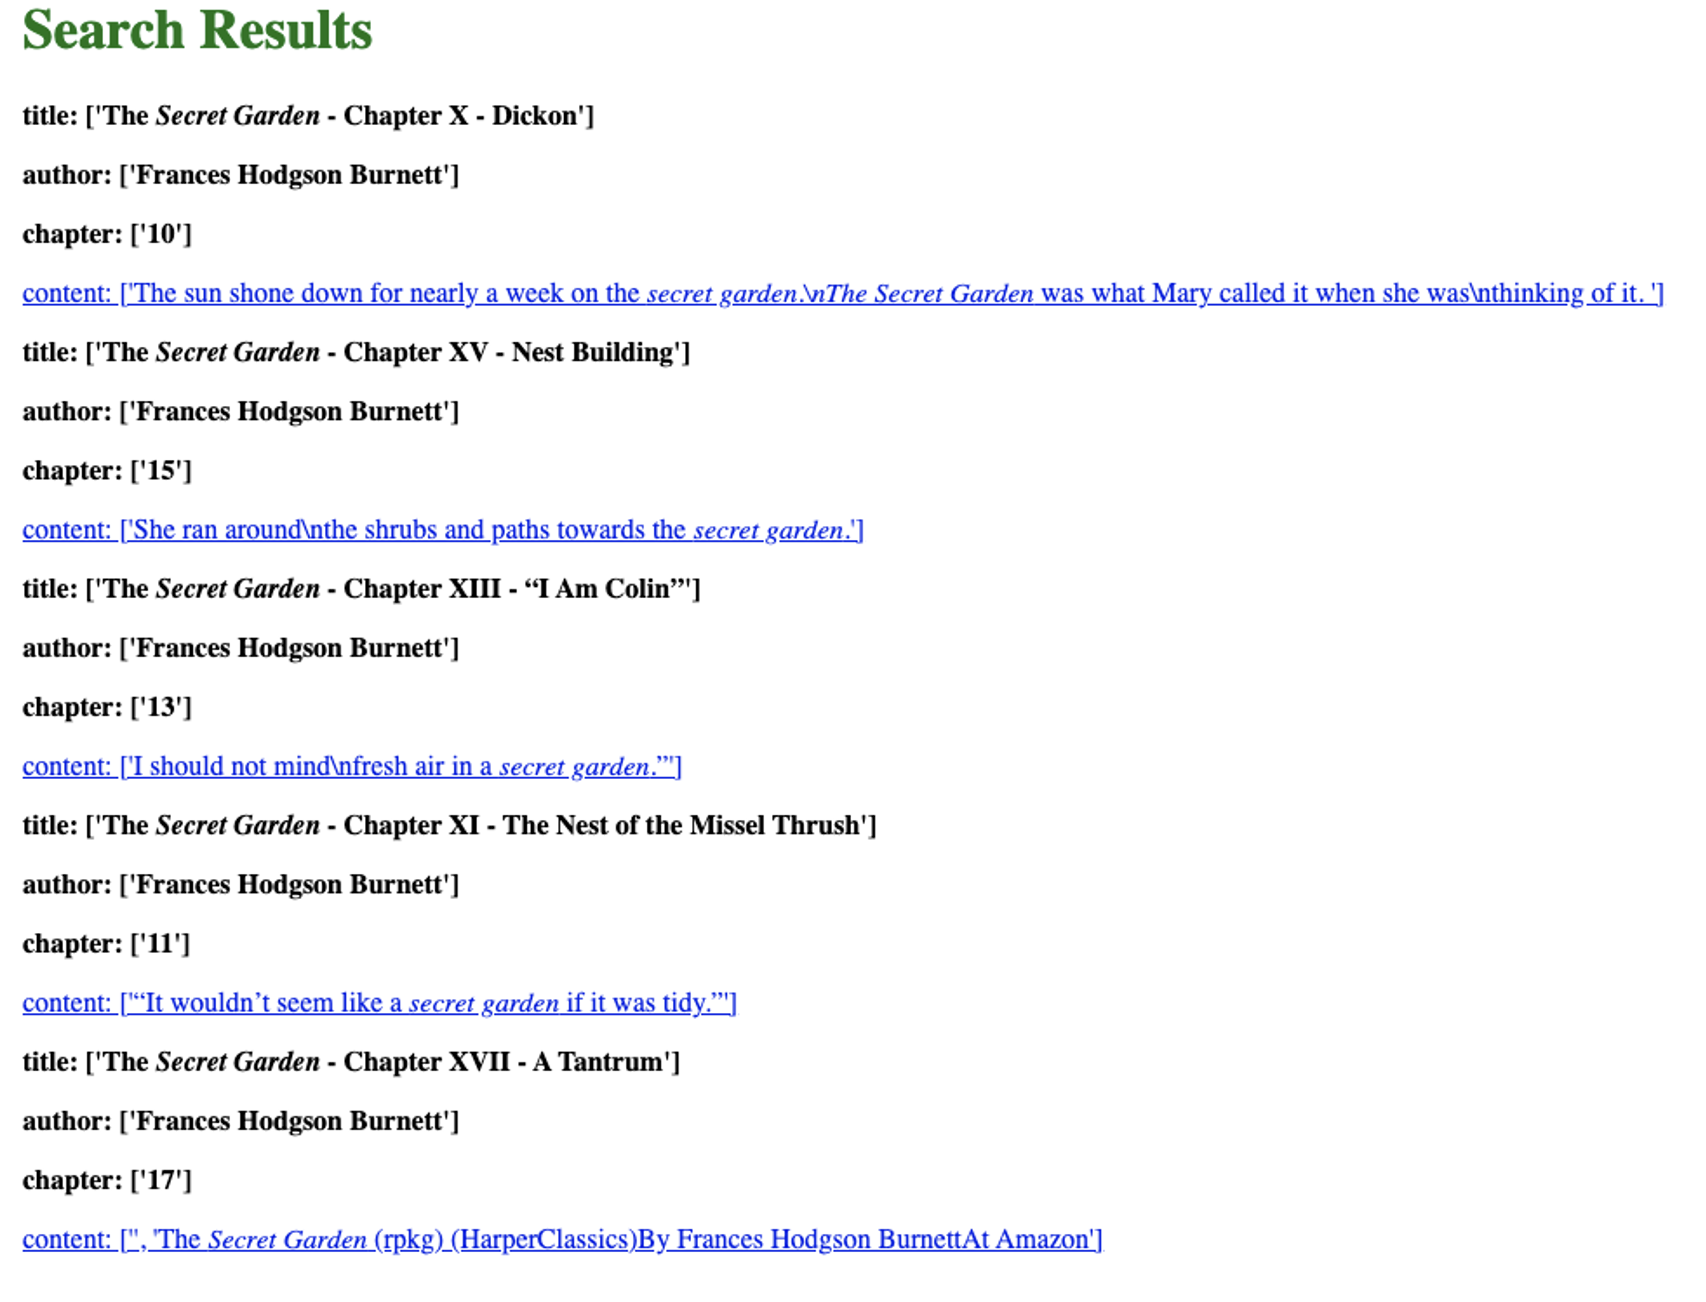 Search Results
title: ['The Secret Garden - Chapter X - Dickon']
author: ['Frances Hodgson Burnett']
chapter: ['10']
content: ['The sun shone down for nearly a week on the secret garden.\nThe Secret Garden was what Mary called it when she was\nthinking of it. ']
title: ['The Secret Garden - Chapter XV - Nest Building']
author: ['Frances Hodgson Burnett']
chapter: ['15']
content: ['She ran around\nthe shrubs and paths towards the secret garden.']
title: ['The Secret Garden - Chapter XIII - “I Am Colin”']
author: ['Frances Hodgson Burnett']
chapter: ['13']
content: ['I should not mind\nfresh air in a secret garden.”']
title: ['The Secret Garden - Chapter XI - The Nest of the Missel Thrush']
author: ['Frances Hodgson Burnett']
chapter: ['11']
content: ['“It wouldn’t seem like a secret garden if it was tidy.”']
title: ['The Secret Garden - Chapter XVII - A Tantrum']
author: ['Frances Hodgson Burnett']
chapter: ['17']
content: ['', 'The Secret Garden (rpkg) (HarperClassics)By Frances Hodgson BurnettAt Amazon']